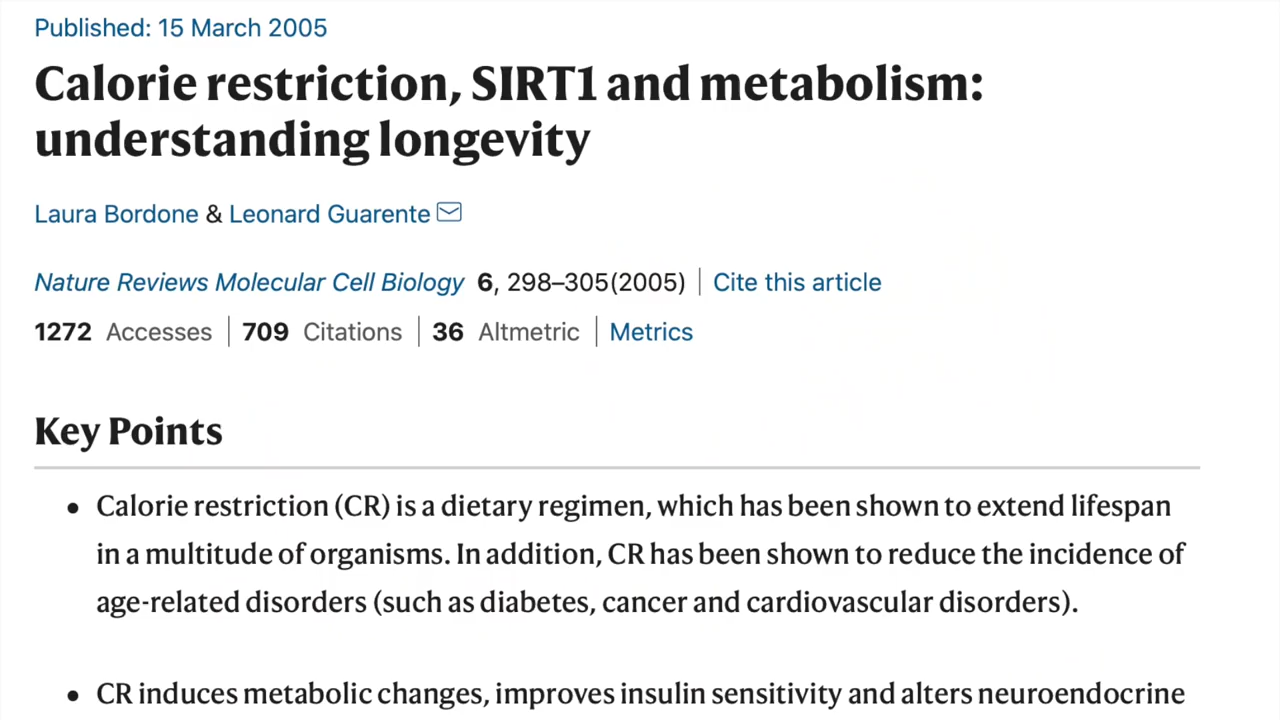 Published: 15 March 2005
Calorie restriction, SIRT1 and metabolism:
understanding longevity
Laura Bordone & Leonard Guarente
Nature Reviews Molecular Cell Biology 6, 298–305(2005) | Cite this article
1272 Accesses | 709 Citations | 36 Altmetric | Metrics
Key Points
• Calorie restriction (CR) is a dietary regimen, which has been shown to extend lifespan
in a multitude of organisms. In addition, CR has been shown to reduce the incidence of
age-related disorders (such as diabetes, cancer and cardiovascular disorders).
• CR induces metabolic changes, improves insulin sensitivity and alters neuroendocrine